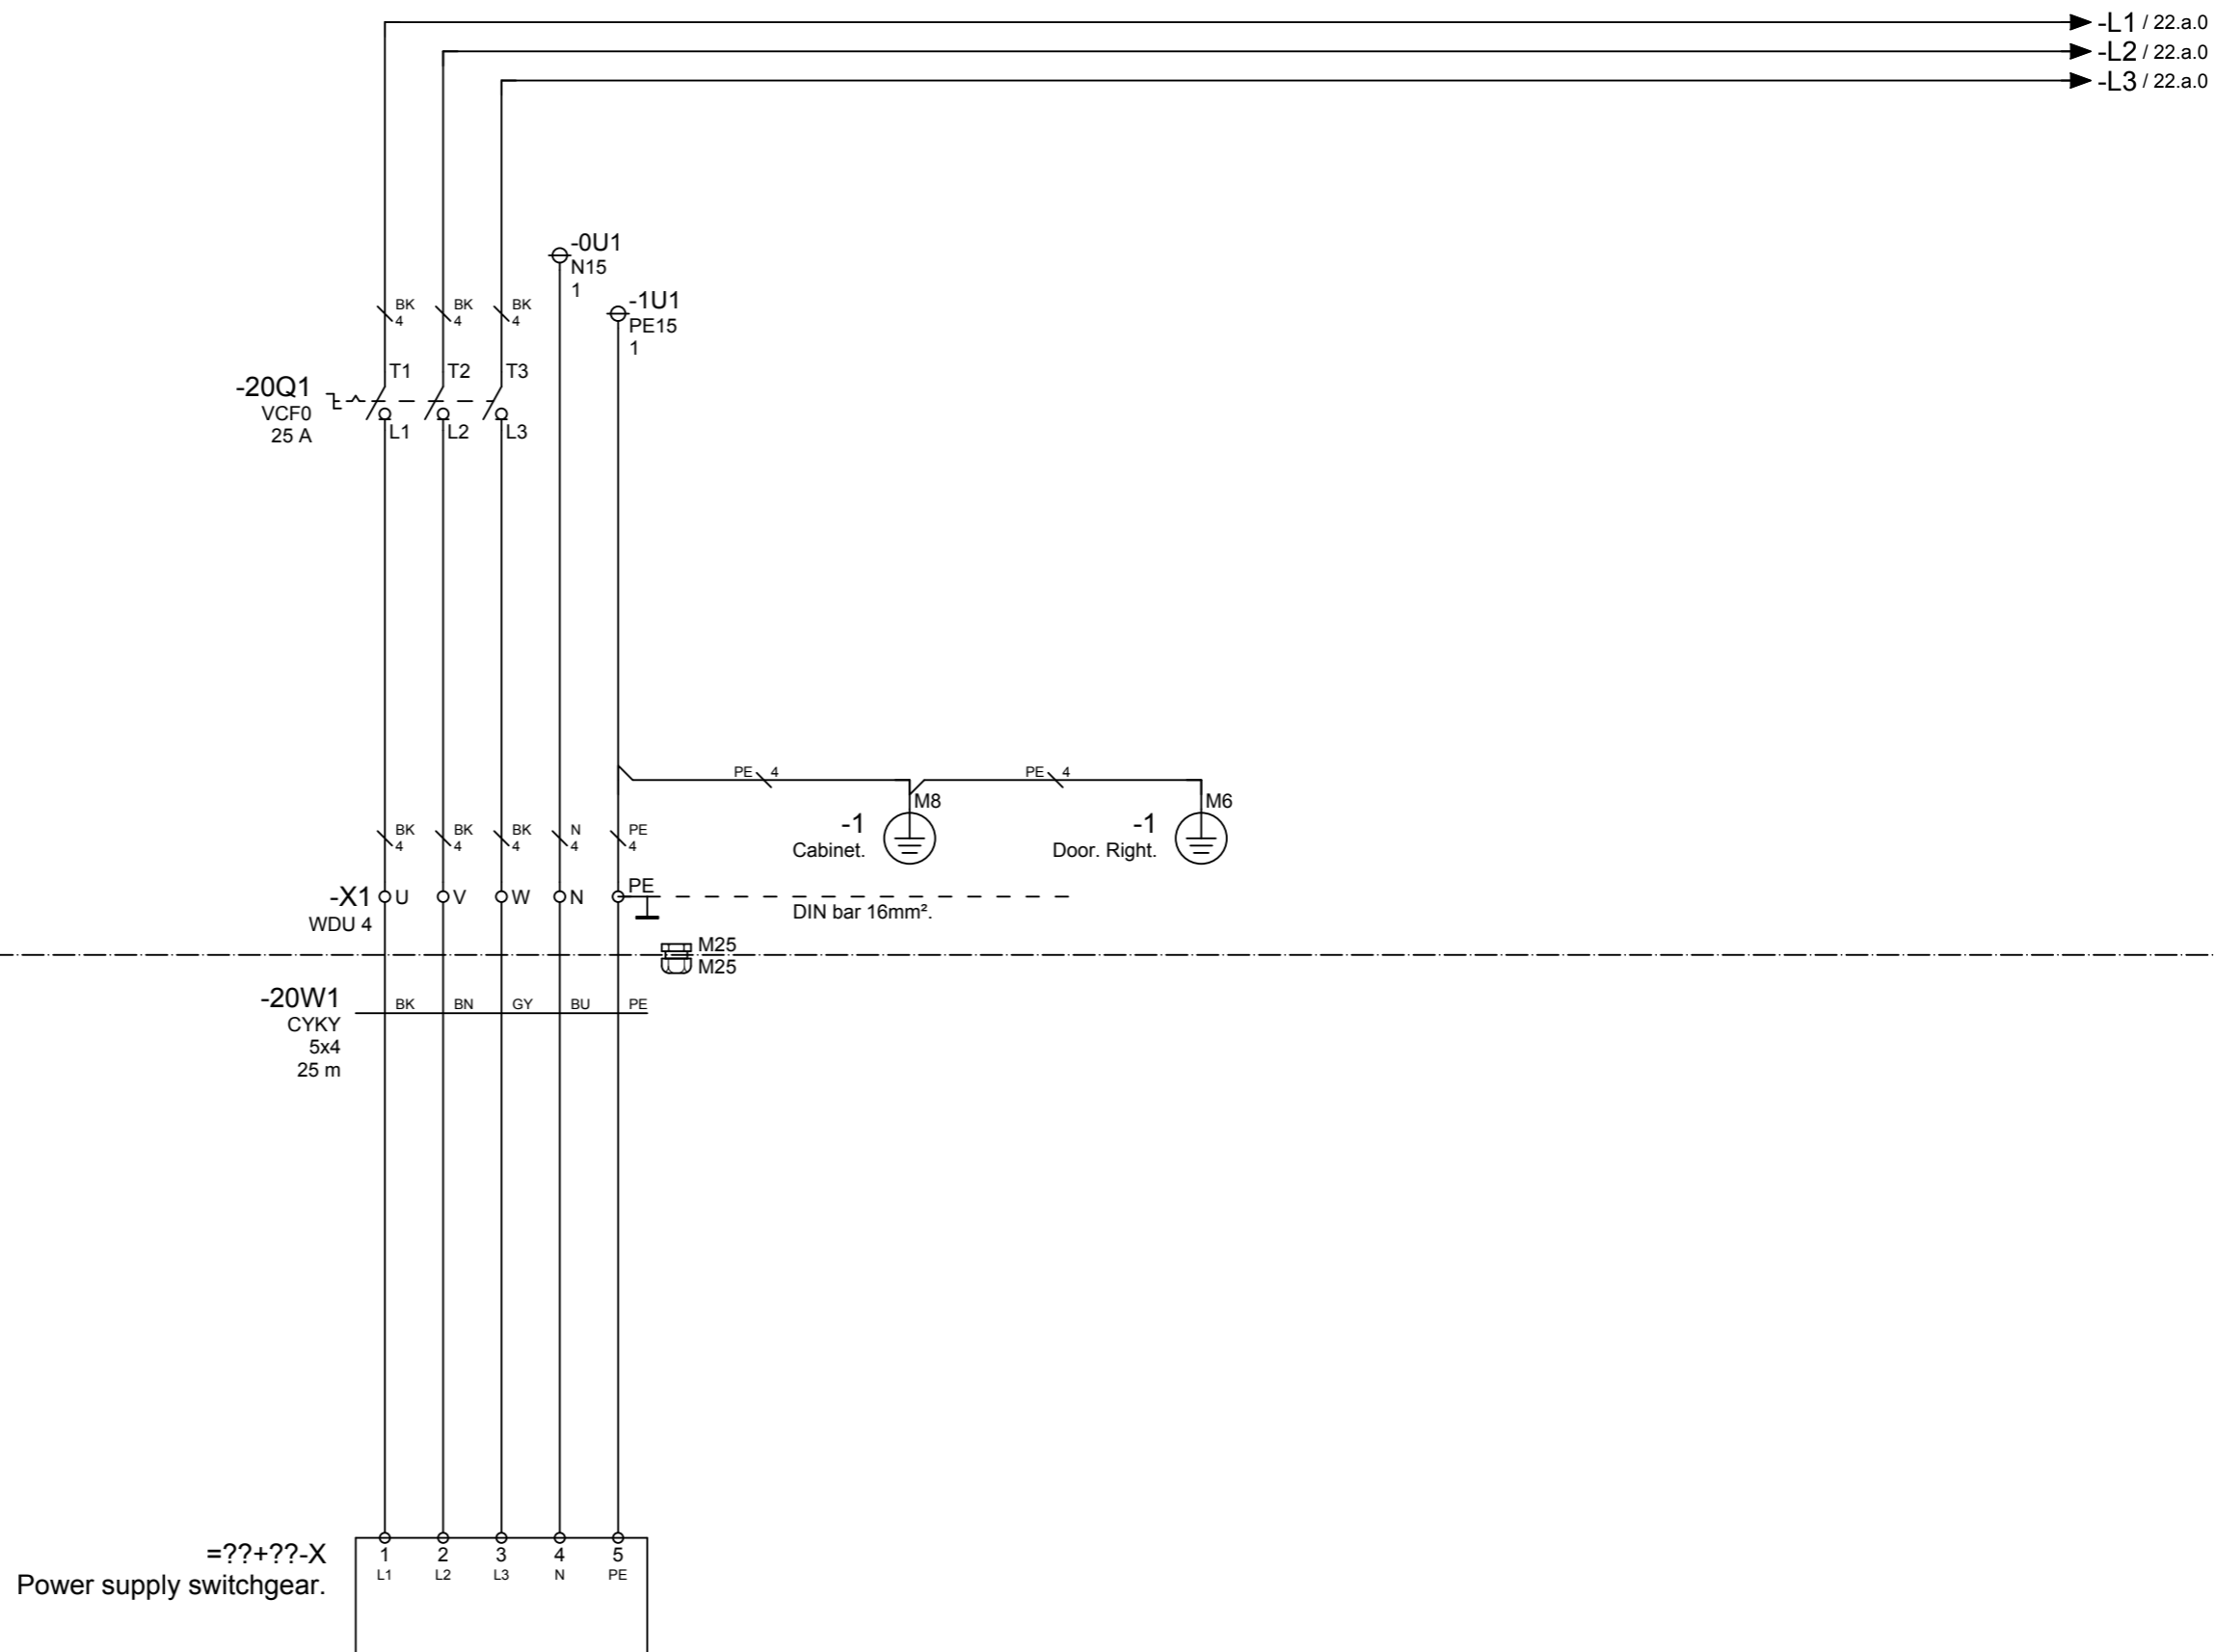 -L1 / 22.a.0
-L2 / 22.a.0
-L3 / 22.a.0
-0U1
N15
1
-1U1
PE15
1
BK BK BK
4 4 4
T1 T2 T3
-20Q1
VCF0
25 A
L1 L2 L3
PE 4 PE 4
M8 M6
-1 -1
Cabinet. Door. Right.
BK BK BK N PE
4 4 4 4 4
-X1 U V W N PE
WDU 4
DIN bar 16mm².
M25
M25
-20W1
CYKY
5x4
25 m
BK BN GY BU PE
=??+??-X
Power supply switchgear.
1 2 3 4 5
L1 L2 L3 N PE